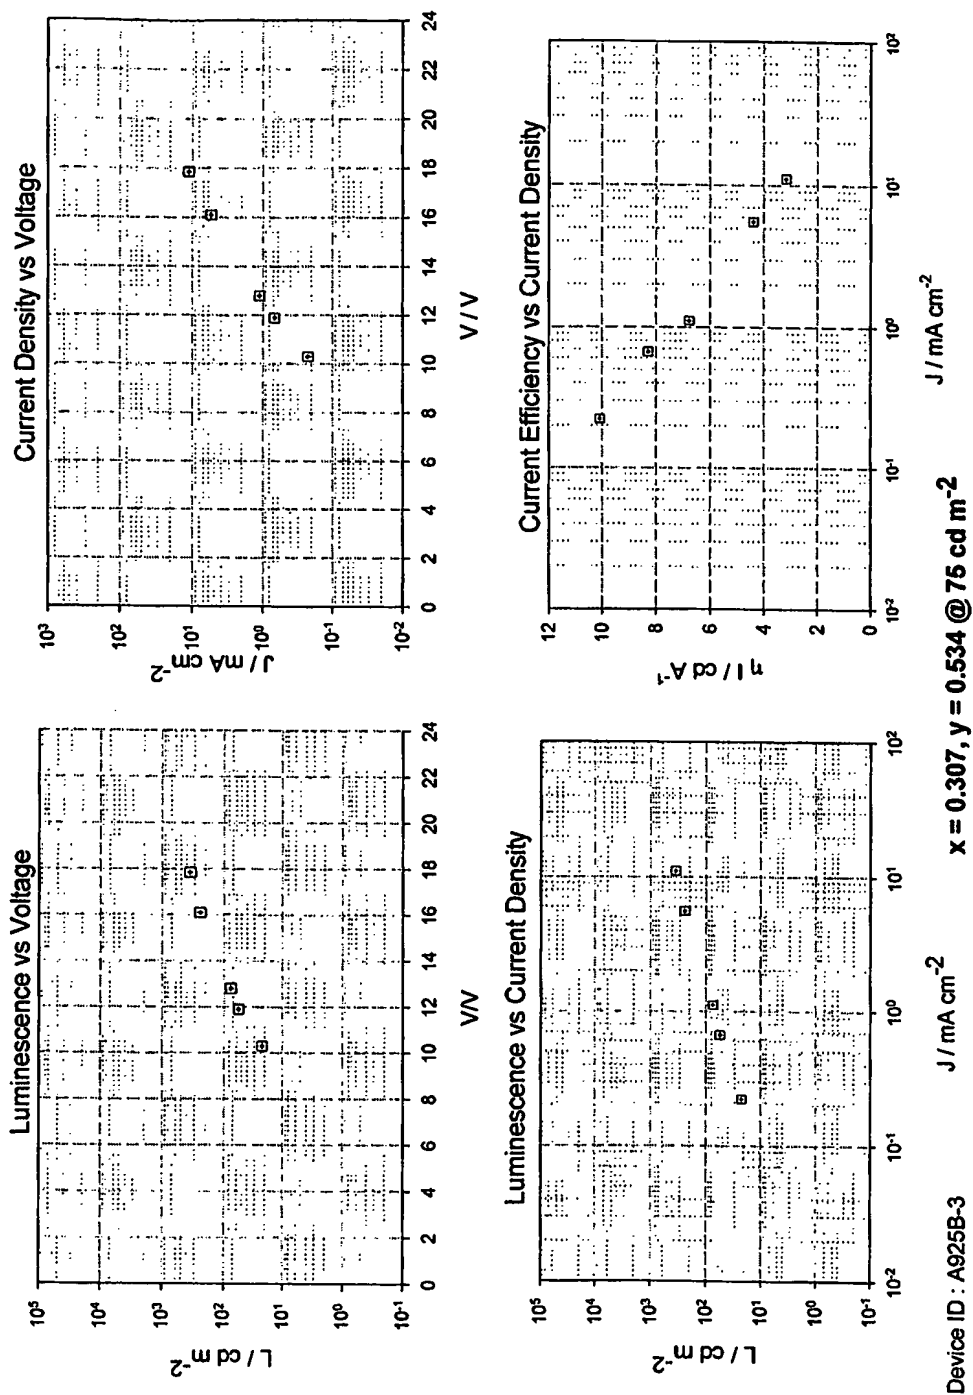 Luminescence vs Voltage
L / cd m⁻²
10⁵
10⁴
10³
10²
10¹
10⁰
10⁻¹
0 2 4 6 8 10 12 14 16 18 20 22 24
V/V
Current Density vs Voltage
J / mA cm⁻²
10³
10²
10¹
10⁰
10⁻¹
10⁻²
0 2 4 6 8 10 12 14 16 18 20 22 24
V / V
Luminescence vs Current Density
L / cd m⁻²
10⁵
10⁴
10³
10²
10¹
10⁰
10⁻¹
10⁻² 10⁻¹ 10⁰ 10¹ 10²
J / mA cm⁻²
Current Efficiency vs Current Density
η I / cd A⁻¹
12
10
8
6
4
2
0
10⁻² 10⁻¹ 10⁰ 10¹ 10²
J / mA cm⁻²
Device ID : A925B-3
x = 0.307, y = 0.534 @ 75 cd m⁻²